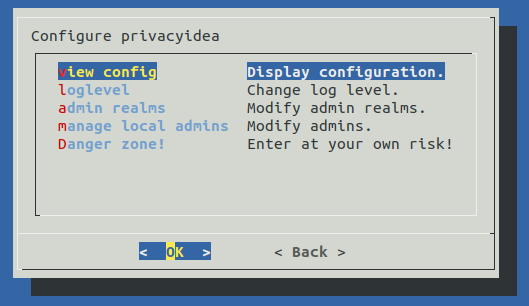 Configure privacyidea
view config Display configuration.
loglevel Change log level.
admin realms Modify admin realms.
manage local admins Modify admins.
Danger zone! Enter at your own risk!
< OK > < Back >